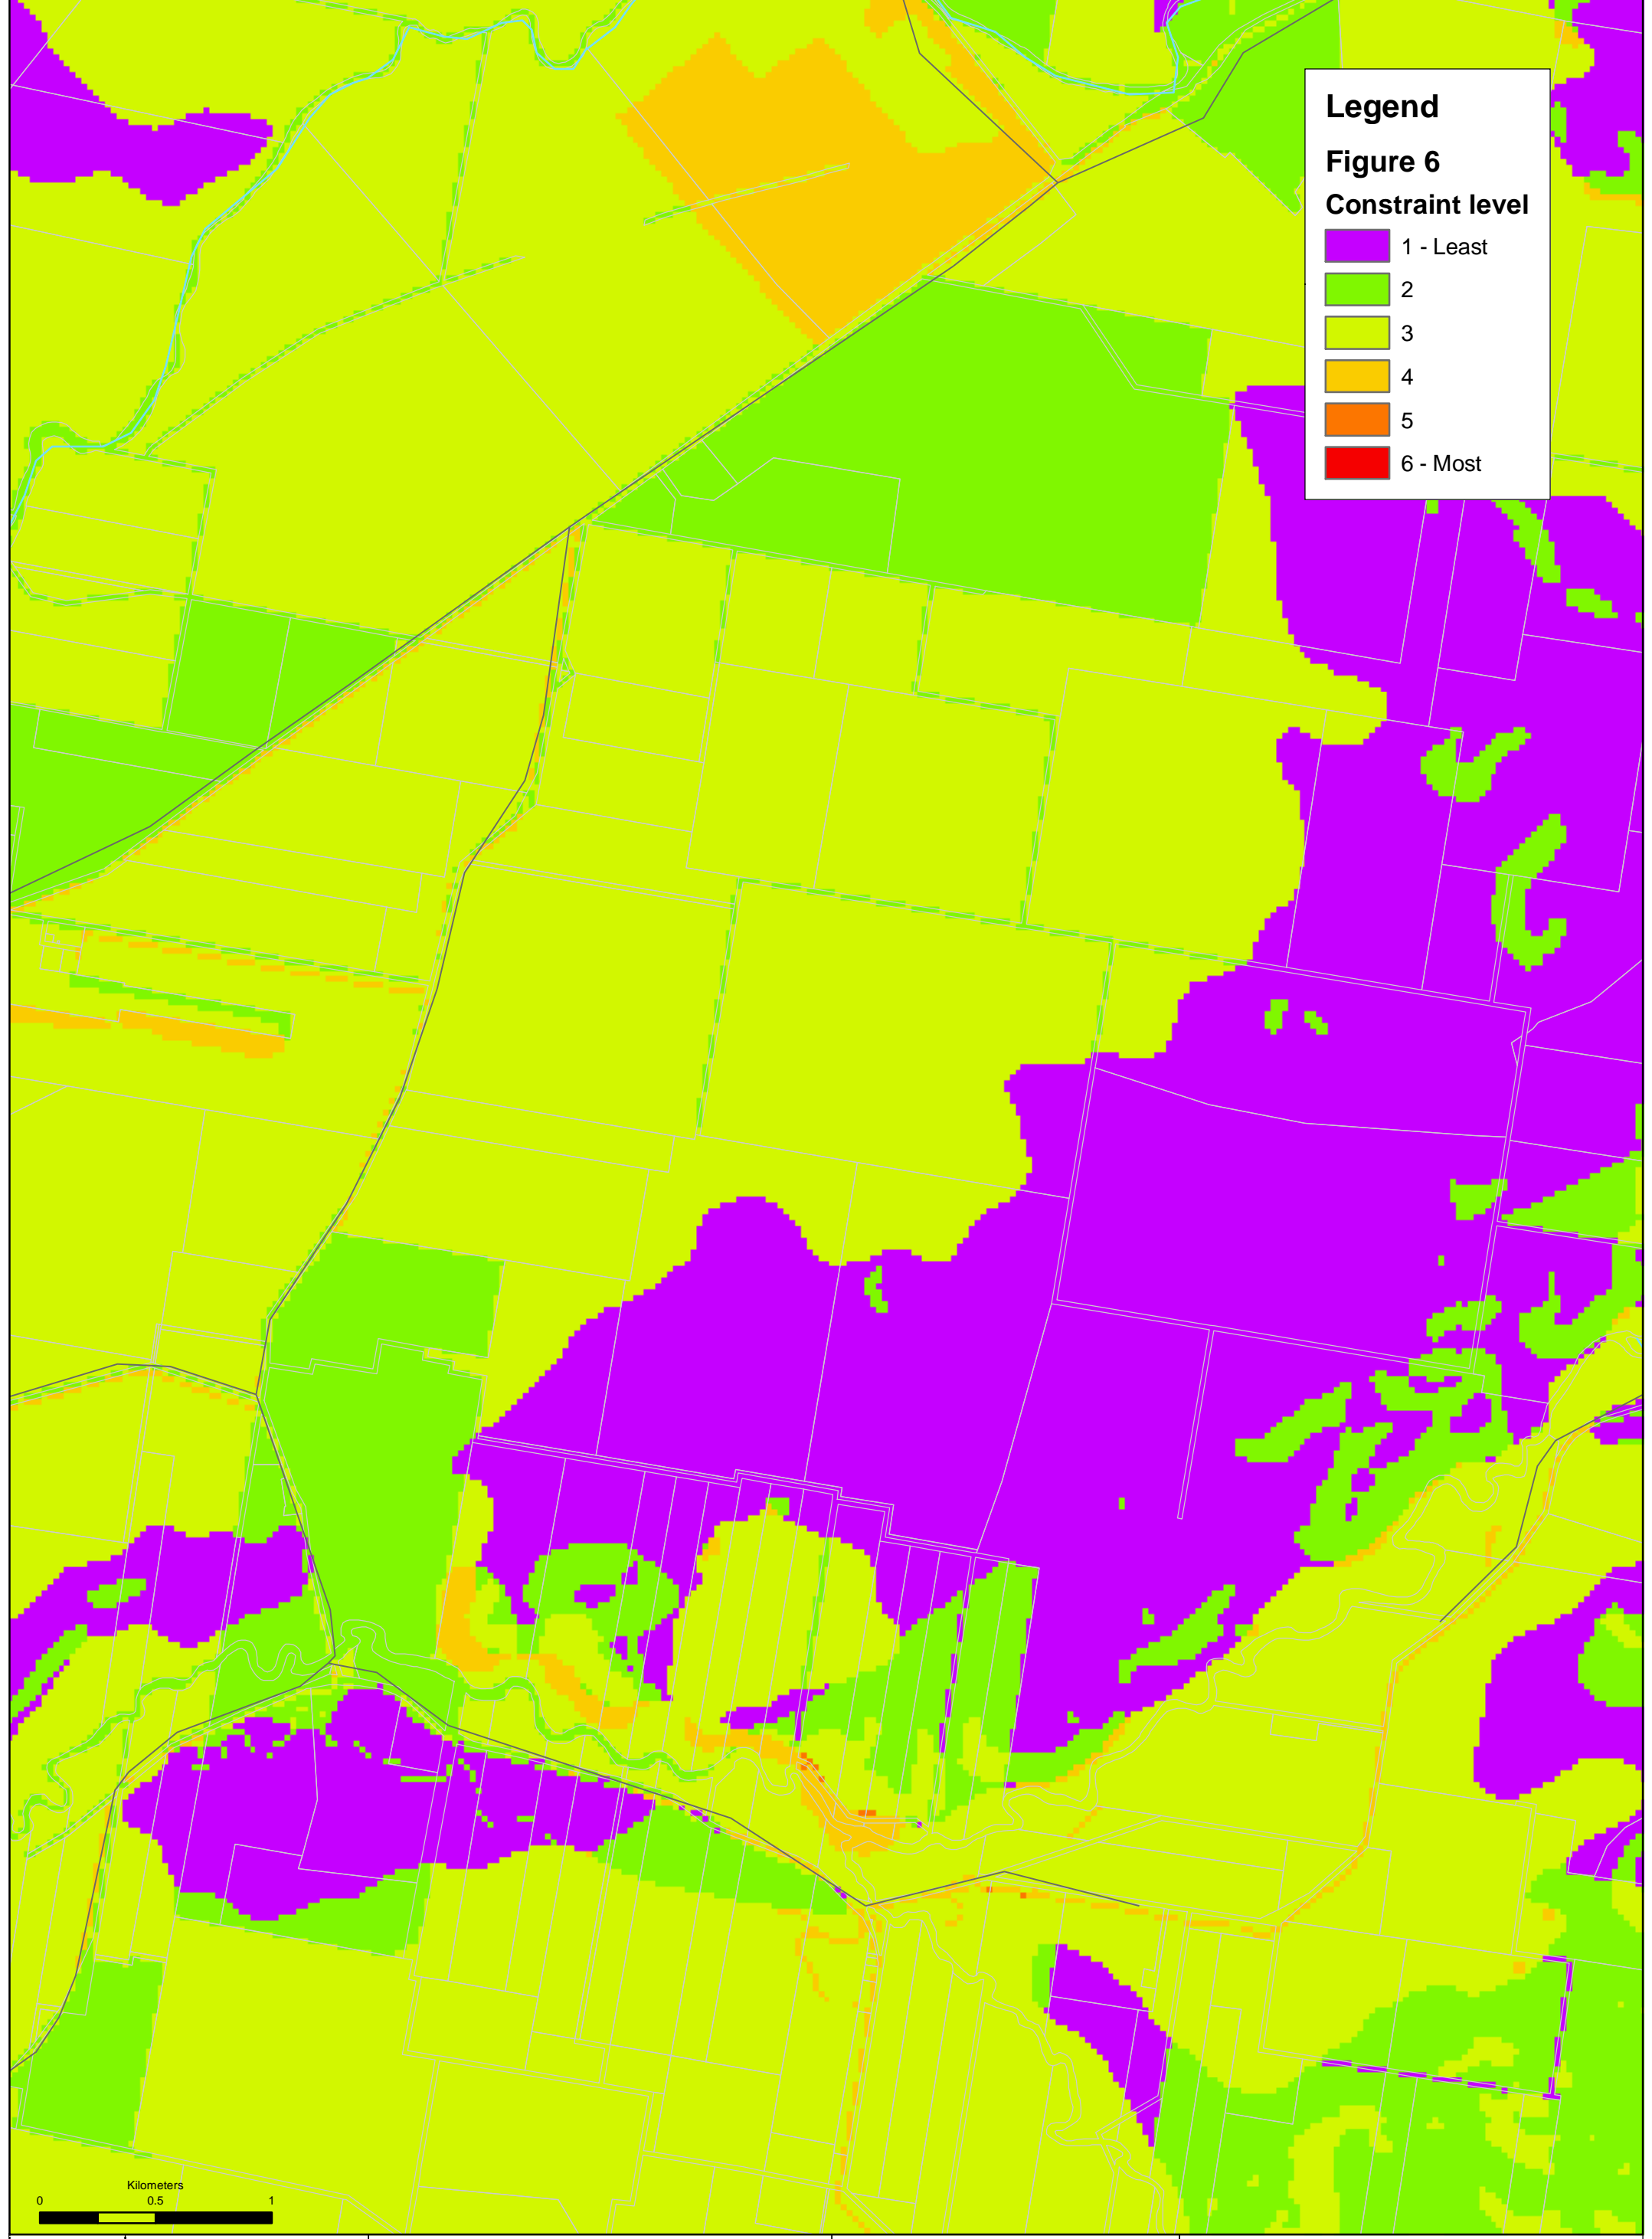 Legend
Figure 6
Constraint level
1 - Least
2
3
4
5
6 - Most
Kilometers
0 0.5 1